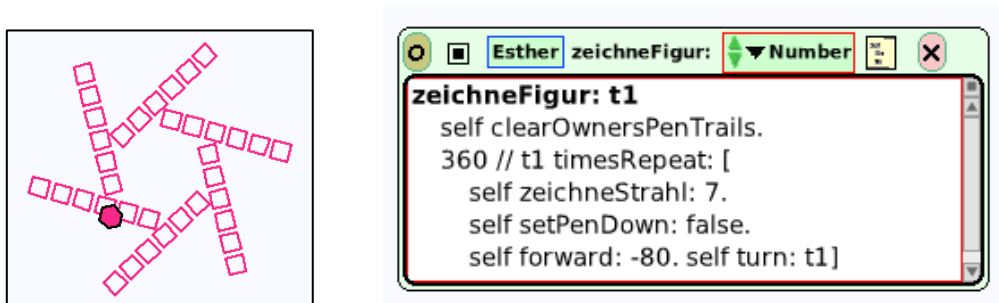 Esther zeichneFigur: Number
zeichneFigur: t1
self clearOwnersPenTrails.
360 // t1 timesRepeat: [
self zeichneStrahl: 7.
self setPenDown: false.
self forward: -80. self turn: t1]